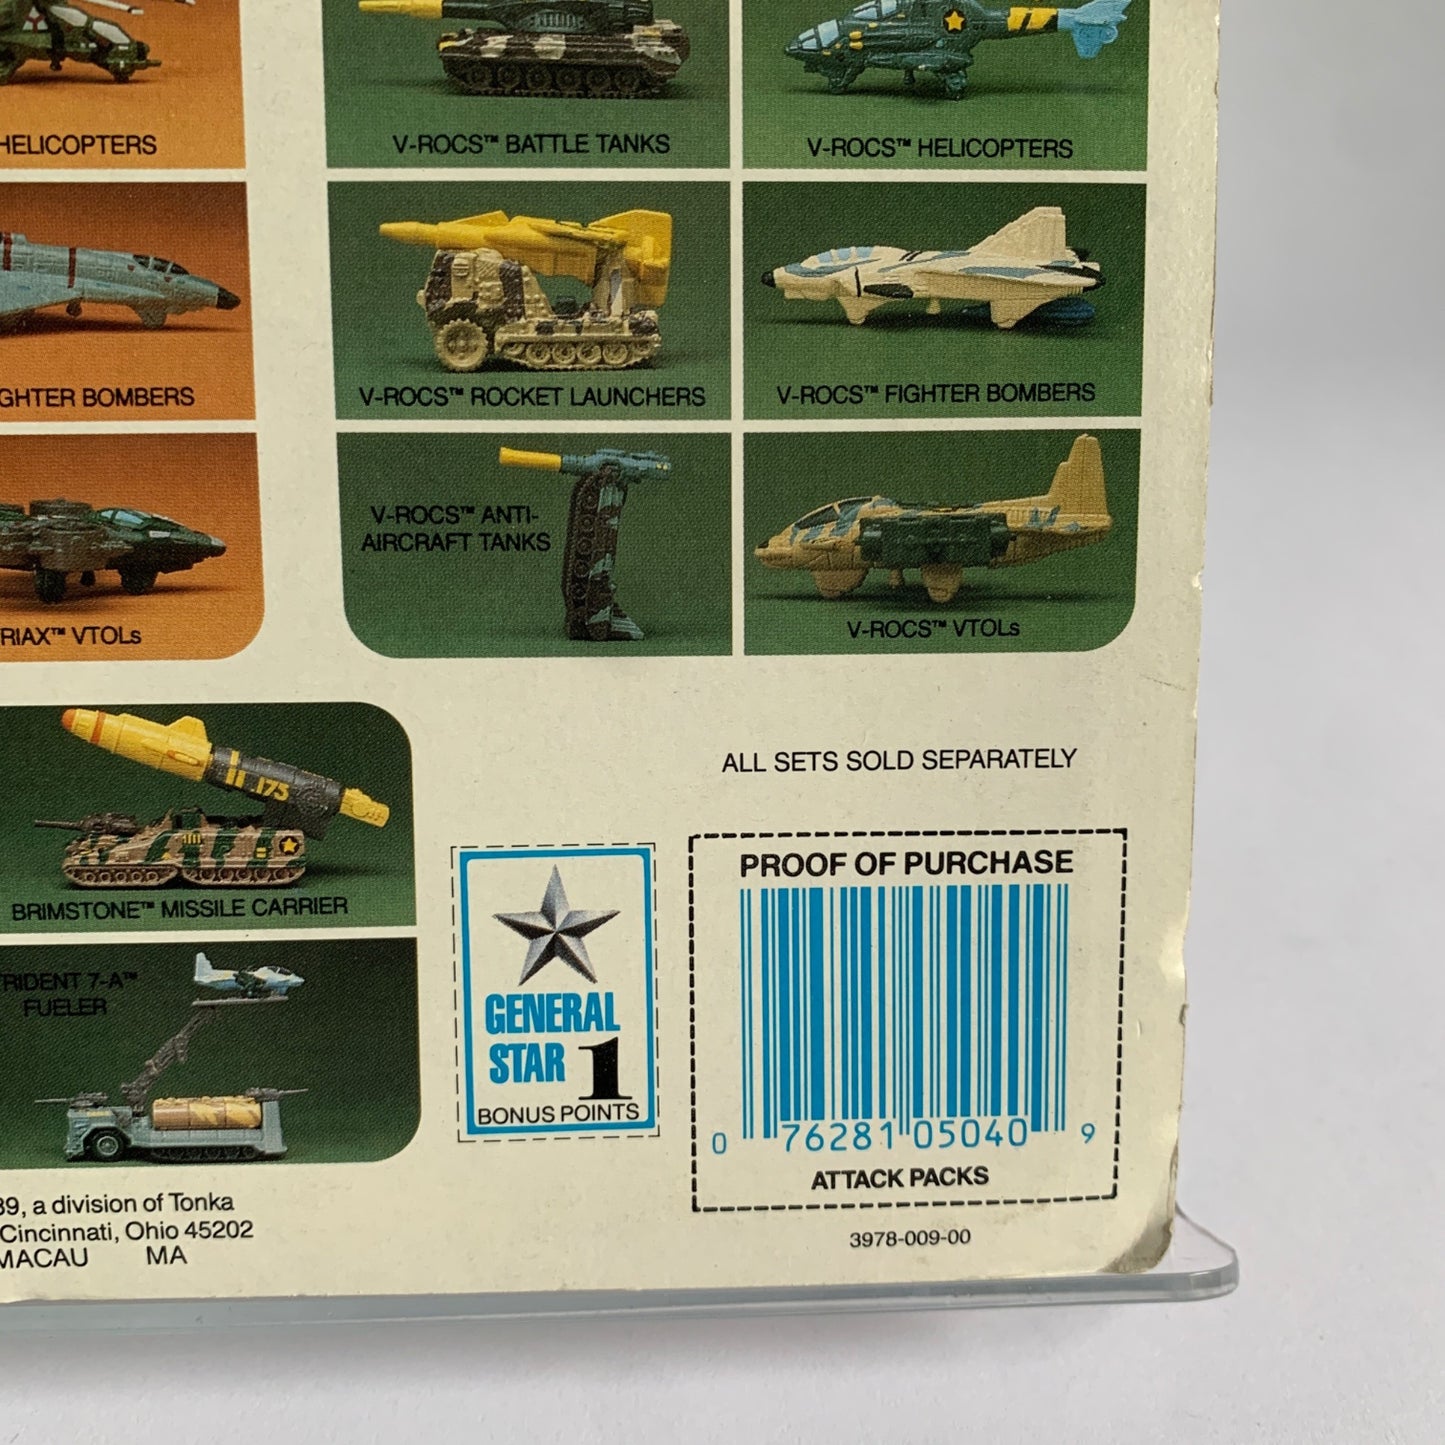 HELICOPTERS
V-ROCS™ BATTLE TANKS
V-ROCS™ HELICOPTERS
GHTER BOMBERS
V-ROCS™ ROCKET LAUNCHERS
V-ROCS™ FIGHTER BOMBERS
RIAX™ VTOLs
V-ROCS™ ANTI-
AIRCRAFT TANKS
V-ROCS™ VTOLs
173
BRIMSTONE™ MISSILE CARRIER
RIDENT 7-A™
FUELER
ALL SETS SOLD SEPARATELY
GENERAL
STAR 1
BONUS POINTS
PROOF OF PURCHASE
0 76281 05040 9
ATTACK PACKS
3978-009-00
89, a division of Tonka
Cincinnati, Ohio 45202
MACAU MA